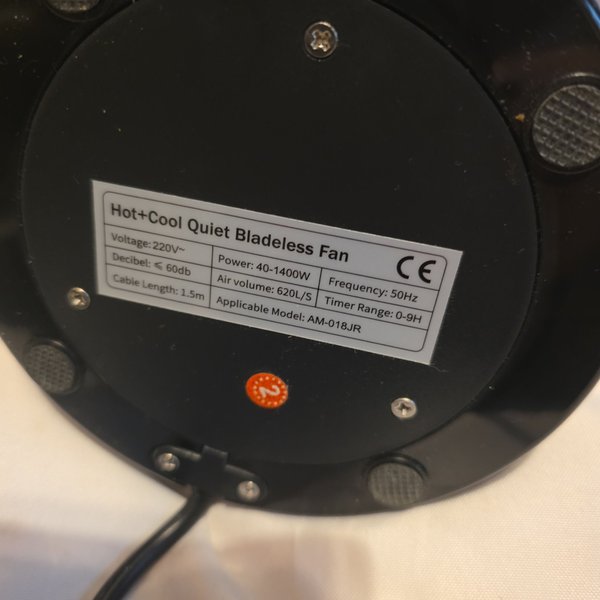 Hot+Cool Quiet Bladeless Fan CE
Voltage: 220V~ Power: 40-1400W Frequency: 50Hz
Decibel: ≤ 60db Air volume: 620L/S Timer Range: 0-9H
Cable Length: 1.5m Applicable Model: AM-018JR
2